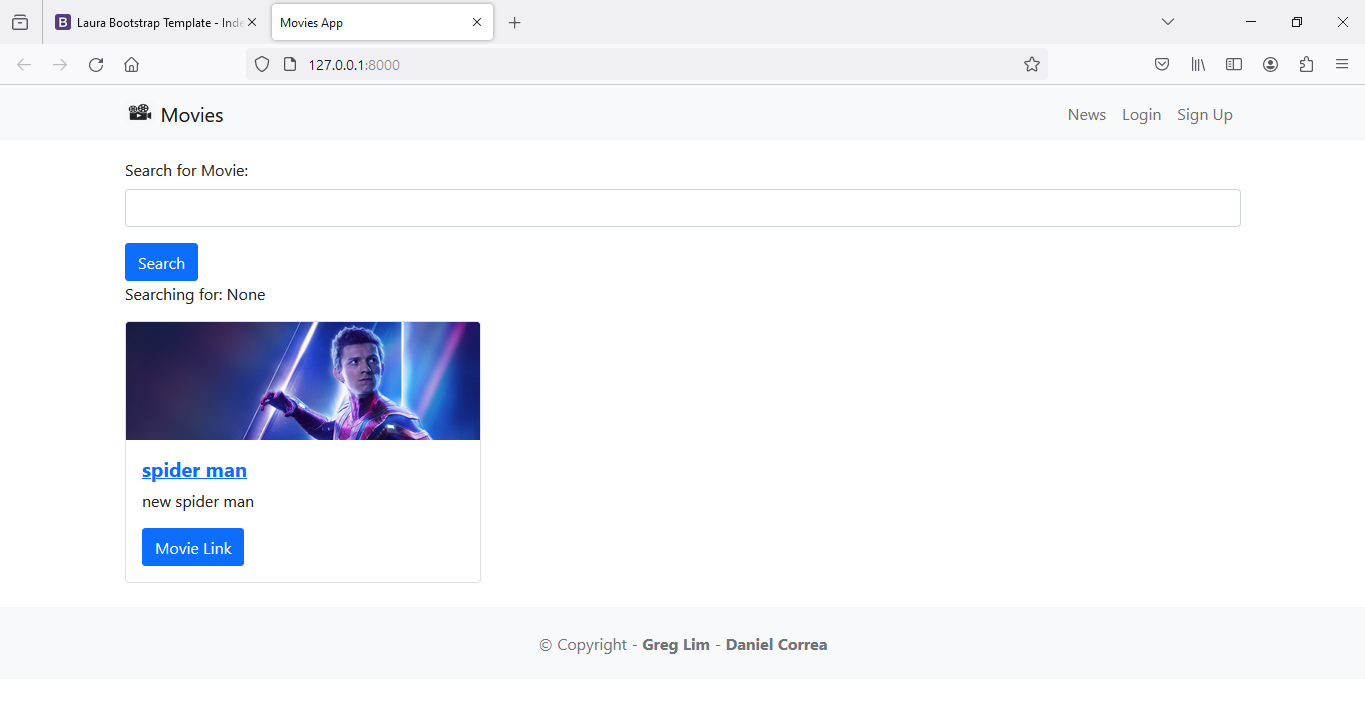 Laura Bootstrap Template - Inde
Movies App
127.0.0.1:8000
Movies
News Login Sign Up
Search for Movie:
Search
Searching for: None
spider man
new spider man
Movie Link
© Copyright - Greg Lim - Daniel Correa